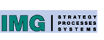 IMG
STRATEGY
PROCESSES
SYSTEMS